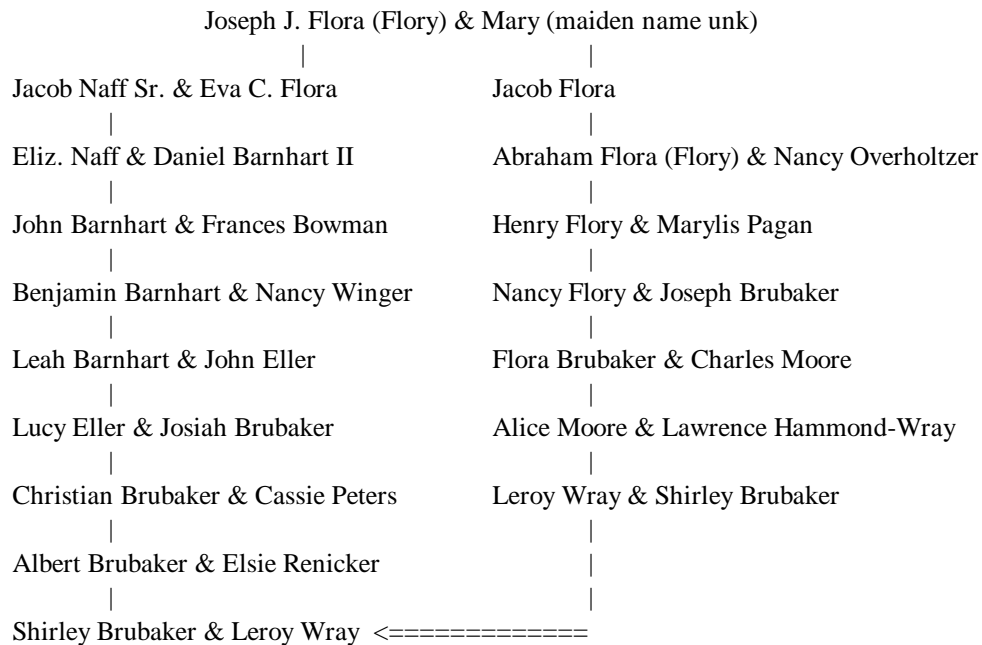 Joseph J. Flora (Flory) & Mary (maiden name unk)
| |
Jacob Naff Sr. & Eva C. Flora Jacob Flora
| |
Eliz. Naff & Daniel Barnhart II Abraham Flora (Flory) & Nancy Overholtzer
| |
John Barnhart & Frances Bowman Henry Flory & Marylis Pagan
| |
Benjamin Barnhart & Nancy Winger Nancy Flory & Joseph Brubaker
| |
Leah Barnhart & John Eller Flora Brubaker & Charles Moore
| |
Lucy Eller & Josiah Brubaker Alice Moore & Lawrence Hammond-Wray
| |
Christian Brubaker & Cassie Peters Leroy Wray & Shirley Brubaker
| |
Albert Brubaker & Elsie Renicker |
| |
Shirley Brubaker & Leroy Wray <=============